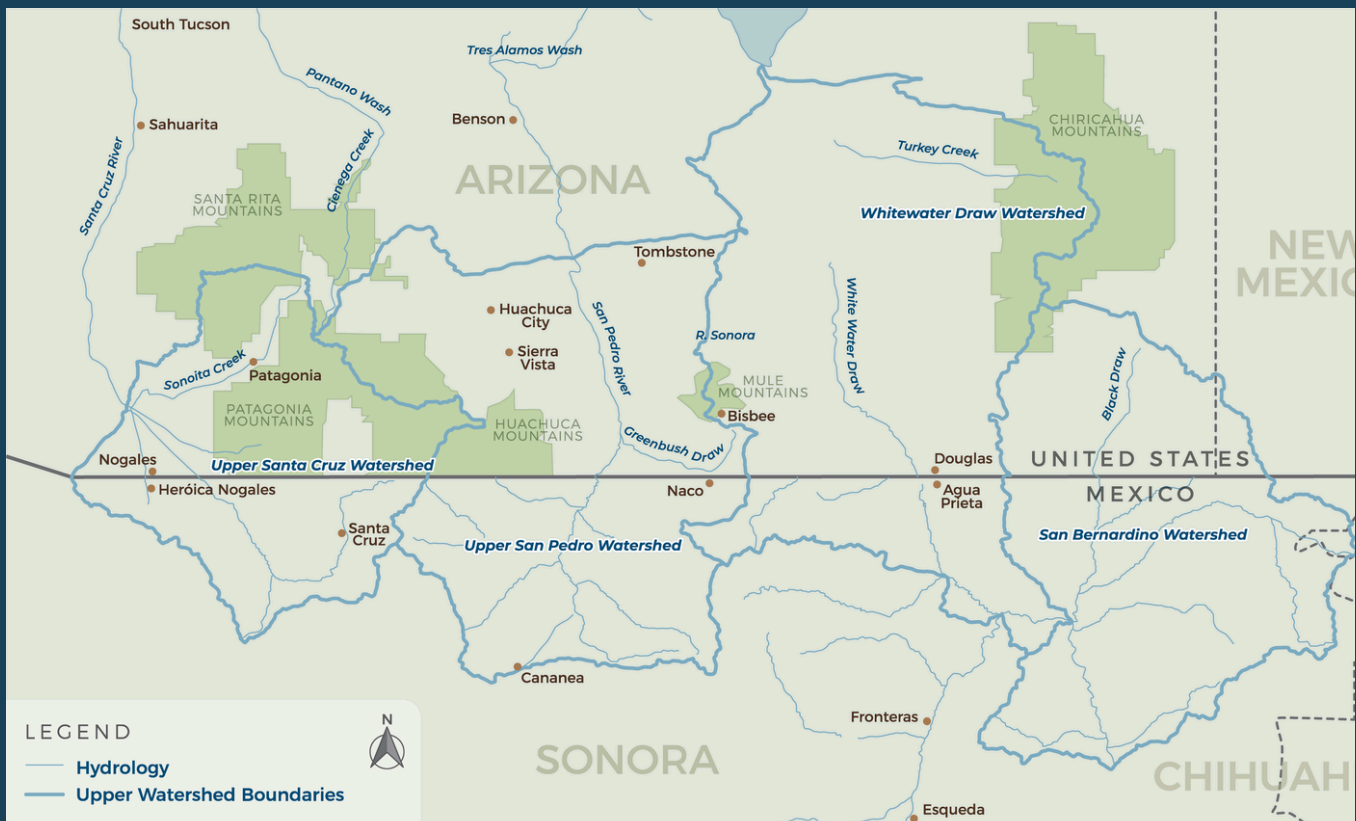 South Tucson
Tres Alamos Wash
Pantano Wash
Benson
Sahuarita
CHIRICAHUA
MOUNTAINS
Santa Cruz River
Cienega Creek
Turkey Creek
ARIZONA
SANTA RITA
MOUNTAINS
Whitewater Draw Watershed
NEW
MEXIC
Tombstone
Huachuca
City
San Pedro River
White Water Draw
R. Sonora
Sierra
Vista
Sonoita Creek
Patagonia
Black Draw
MULE
MOUNTAINS
PATAGONIA
MOUNTAINS
Bisbee
HUACHUCA
MOUNTAINS
Greenbush Draw
Nogales
Upper Santa Cruz Watershed
Douglas
UNITED STATES
Heróica Nogales
Naco
Agua
Prieta
MEXICO
Santa
Cruz
Upper San Pedro Watershed
San Bernardino Watershed
Cananea
Fronteras
SONORA
CHIHUAH
Esqueda
LEGEND
N
Hydrology
Upper Watershed Boundaries